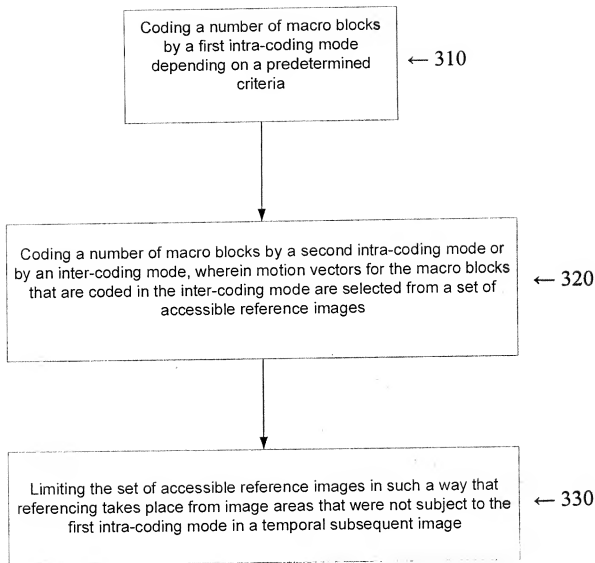 Coding a number of macro blocks
by a first intra-coding mode
depending on a predetermined
criteria
← 310
Coding a number of macro blocks by a second intra-coding mode or
by an inter-coding mode, wherein motion vectors for the macro blocks
that are coded in the inter-coding mode are selected from a set of
accessible reference images
← 320
Limiting the set of accessible reference images in such a way that
referencing takes place from image areas that were not subject to the
first intra-coding mode in a temporal subsequent image
← 330